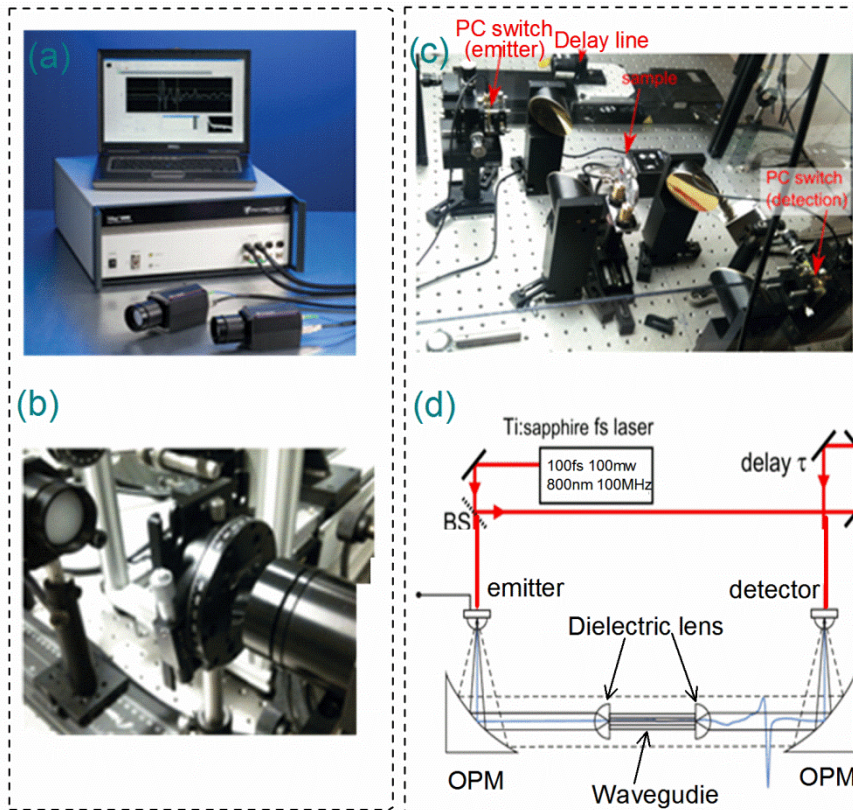 (a)
(b)
(c)
PC switch
(emitter)
Delay line
sample
PC switch
(detection)
(d)
Ti:sapphire fs laser
100fs 100mw
800nm 100MHz
delay τ
BS
emitter
detector
Dielectric lens
OPM
Wavegudie
OPM